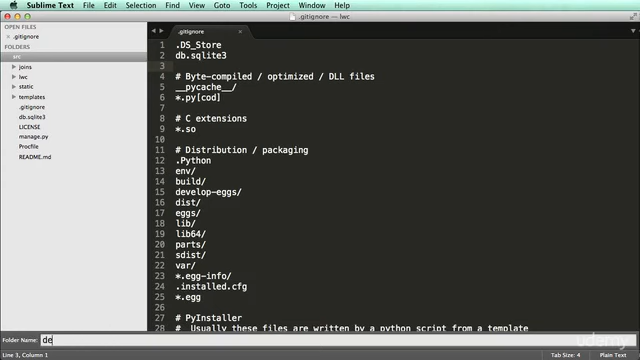 Sublime Text File Edit Selection Find View Goto Tools Project Window Help
.gitignore — lwc
OPEN FILES
.gitignore
FOLDERS
src
joins
lwc
static
templates
.gitignore
db.sqlite3
LICENSE
manage.py
Procfile
README.md
.gitignore
1 .DS_Store
2 db.sqlite3
3
4 # Byte-compiled / optimized / DLL files
5 __pycache__/
6 *.py[cod]
7
8 # C extensions
9 *.so
10
11 # Distribution / packaging
12 .Python
13 env/
14 build/
15 develop-eggs/
16 dist/
17 eggs/
18 lib/
19 lib64/
20 parts/
21 sdist/
22 var/
23 *.egg-info/
24 .installed.cfg
25 *.egg
26
27 # PyInstaller
28 # Usually these files are written by a python script from a template
Folder Name: de
Line 3, Column 1 Tab Size: 4 Plain Text
udemy